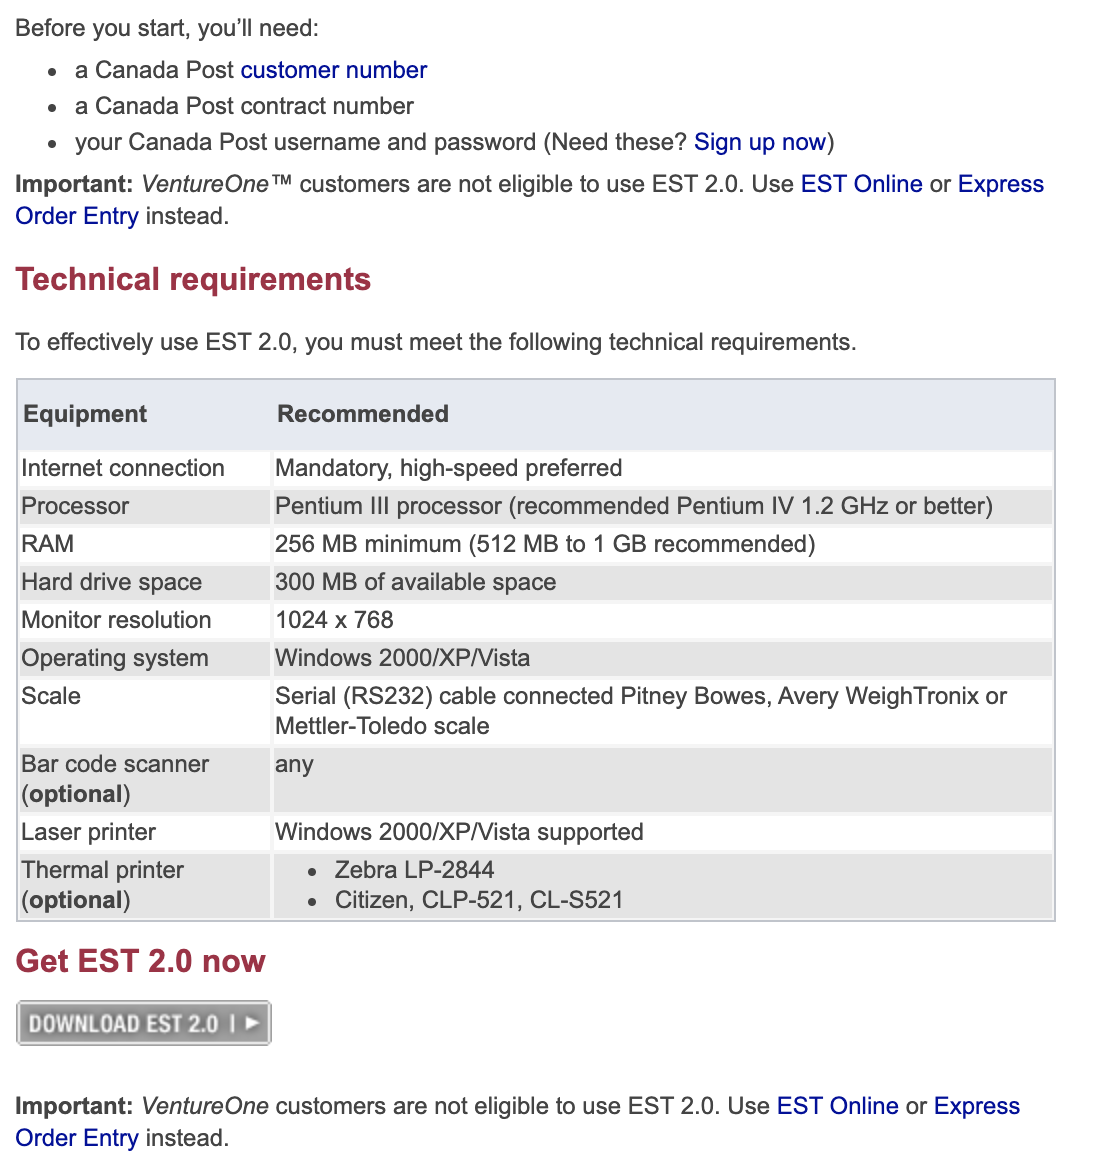 Before you start, you’ll need:
• a Canada Post customer number
• a Canada Post contract number
• your Canada Post username and password (Need these? Sign up now)
Important: VentureOne™ customers are not eligible to use EST 2.0. Use EST Online or Express
Order Entry instead.
Technical requirements
To effectively use EST 2.0, you must meet the following technical requirements.
Equipment Recommended
Internet connection Mandatory, high-speed preferred
Processor Pentium III processor (recommended Pentium IV 1.2 GHz or better)
RAM 256 MB minimum (512 MB to 1 GB recommended)
Hard drive space 300 MB of available space
Monitor resolution 1024 x 768
Operating system Windows 2000/XP/Vista
Scale Serial (RS232) cable connected Pitney Bowes, Avery WeighTronix or
Mettler-Toledo scale
Bar code scanner any
(optional)
Laser printer Windows 2000/XP/Vista supported
Thermal printer • Zebra LP-2844
(optional) • Citizen, CLP-521, CL-S521
Get EST 2.0 now
DOWNLOAD EST 2.0 | ►
Important: VentureOne customers are not eligible to use EST 2.0. Use EST Online or Express
Order Entry instead.